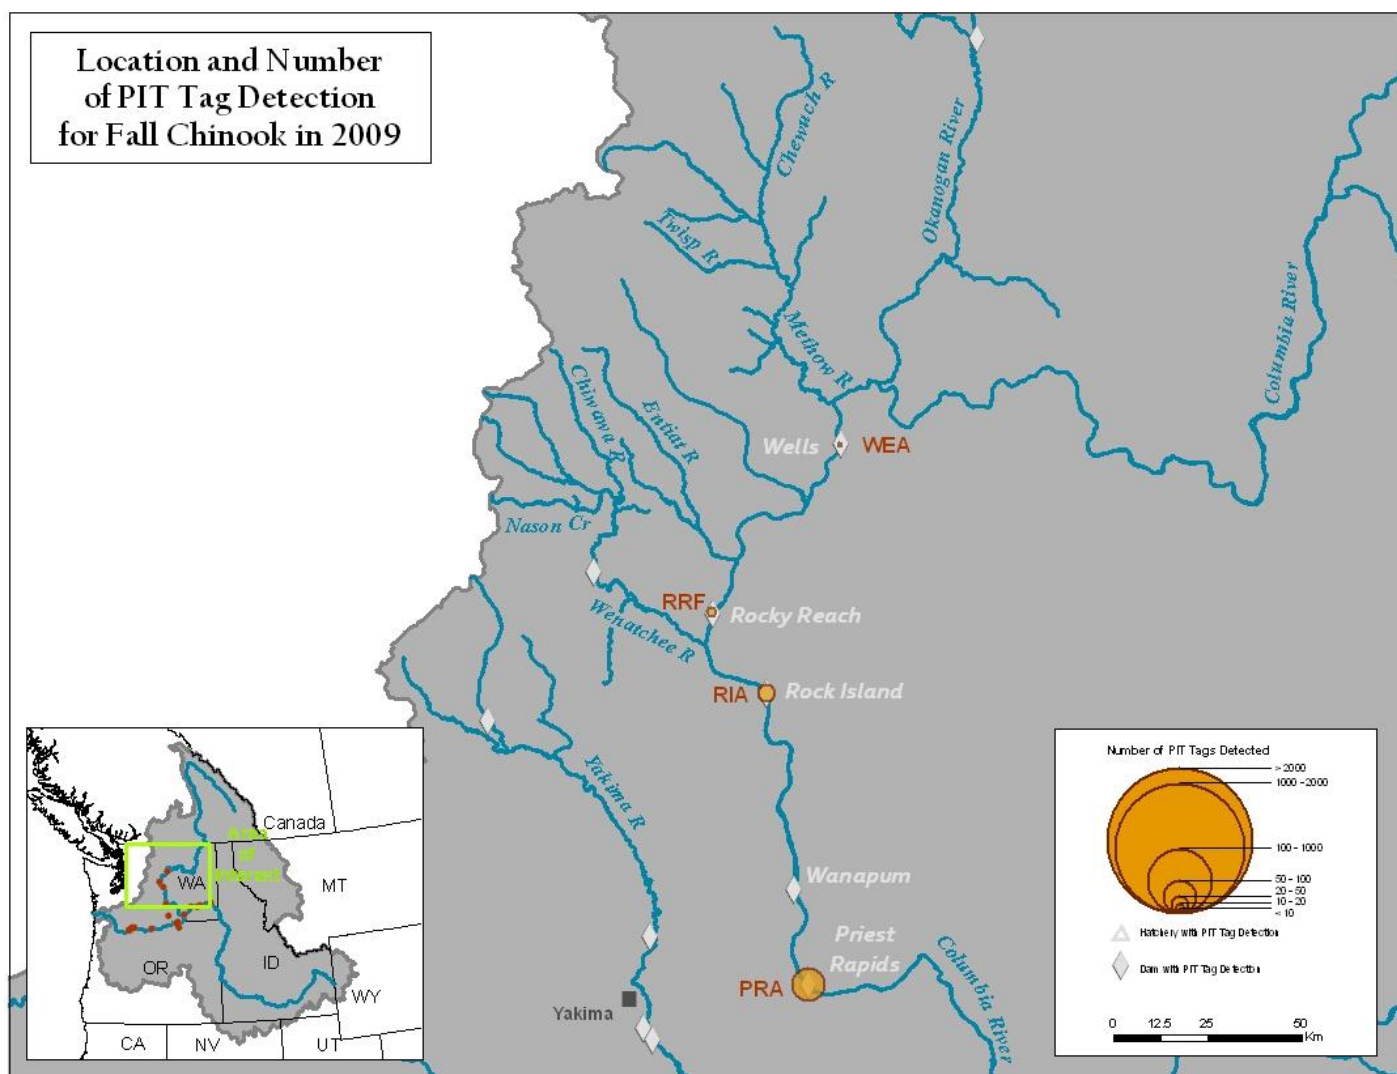 Location and Number
of PIT Tag Detection
for Fall Chinook in 2009
Chewuch R
Okanogan River
Twisp R
Columbia River
Methow R
Chiwawa R
Entiat R
Wells
WEA
Nason Cr
RRF
Rocky Reach
Wenatchee R
RIA
Rock Island
Yakima R
Wanapum
Priest
Rapids
PRA
Columbia River
Yakima
Canada
Area
of
Interest
WA
MT
OR
ID
WY
CA
NV
UT
Number of PIT Tags Detected
> 2000
1000 - 2000
100 - 1000
50 - 100
20 - 50
10 - 20
< 10
Hatchery with PIT Tag Detection
Dam with PIT Tag Detection
0 12.5 25 50
Km